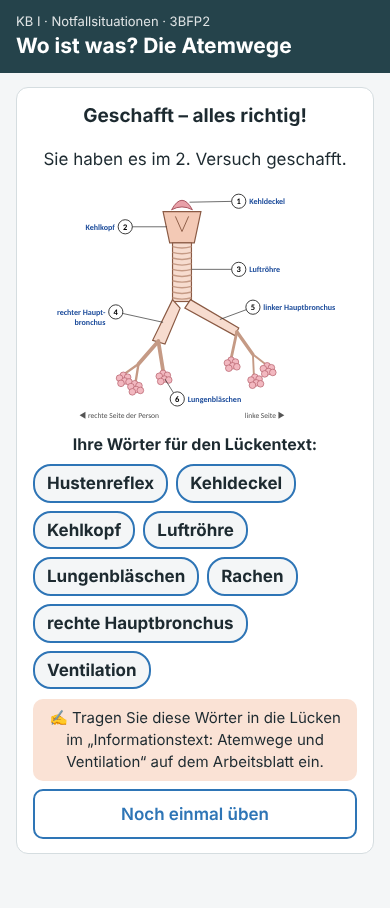 KB I · Notfallsituationen · 3BFP2
Wo ist was? Die Atemwege
Geschafft – alles richtig!
Sie haben es im 2. Versuch geschafft.
1 Kehldeckel
Kehlkopf 2
3 Luftröhre
rechter Haupt-
bronchus
4
5 linker Hauptbronchus
6 Lungenbläschen
◀ rechte Seite der Person
linke Seite ▶
Ihre Wörter für den Lückentext:
Hustenreflex
Kehldeckel
Kehlkopf
Luftröhre
Lungenbläschen
Rachen
rechte Hauptbronchus
Ventilation
✍️ Tragen Sie diese Wörter in die Lücken
im „Informationstext: Atemwege und
Ventilation“ auf dem Arbeitsblatt ein.
Noch einmal üben